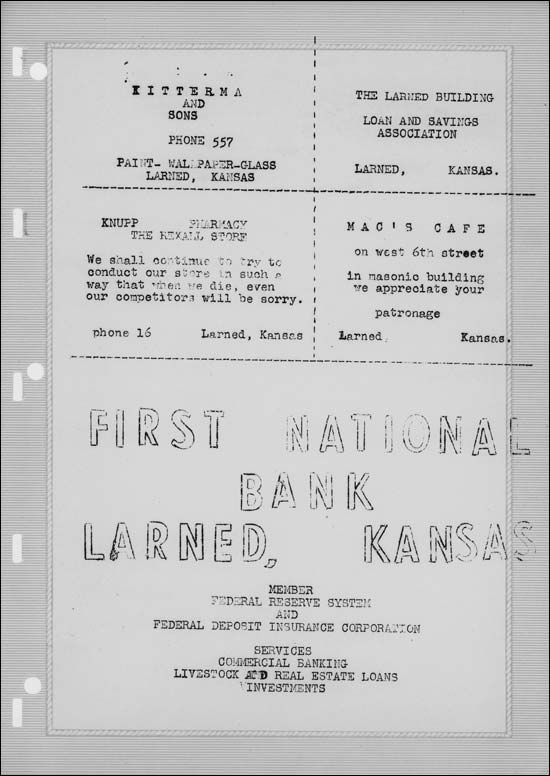 KITTERMA
AND
SONS
PHONE 557
PAINT- WALLPAPER-GLASS
LARNED, KANSAS
THE LARNED BUILDING
LOAN AND SAVINGS
ASSOCIATION
LARNED, KANSAS.
KNUPP PHARMACY
THE REXALL STORE
We shall continue to try to
conduct our store in such a
way that when we die, even
our competitors will be sorry.
phone 16 Larned, Kansas
MAC'S CAFE
on west 6th street
in masonic building
we appreciate your
patronage
Larned, Kansas.
FIRST NATIONAL
BANK
LARNED, KANSAS
MEMBER
FEDERAL RESERVE SYSTEM
AND
FEDERAL DEPOSIT INSURANCE CORPORATION
SERVICES
COMMERCIAL BANKING
LIVESTOCK AND REAL ESTATE LOANS
INVESTMENTS